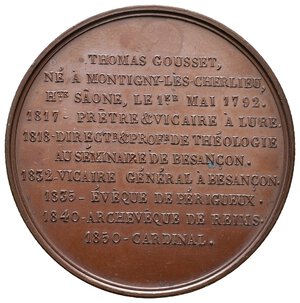 THOMAS GOUSSET,
NÉ À MONTIGNY-LES-CHERLIEU,
HTE SAÔNE, LE 1ER MAI 1792.
1817 - PRÊTRE & VICAIRE À LURE.
1818-DIRECTR & PROFR DE THÉOLOGIE
AU SÉMINAIRE DE BESANÇON.
1832-VICAIRE GÉNÉRAL À BESANÇON.
1835 - ÉVÊQUE DE PÉRIGUEUX.
1840-ARCHEVÊQUE DE REIMS.
1850-CARDINAL.